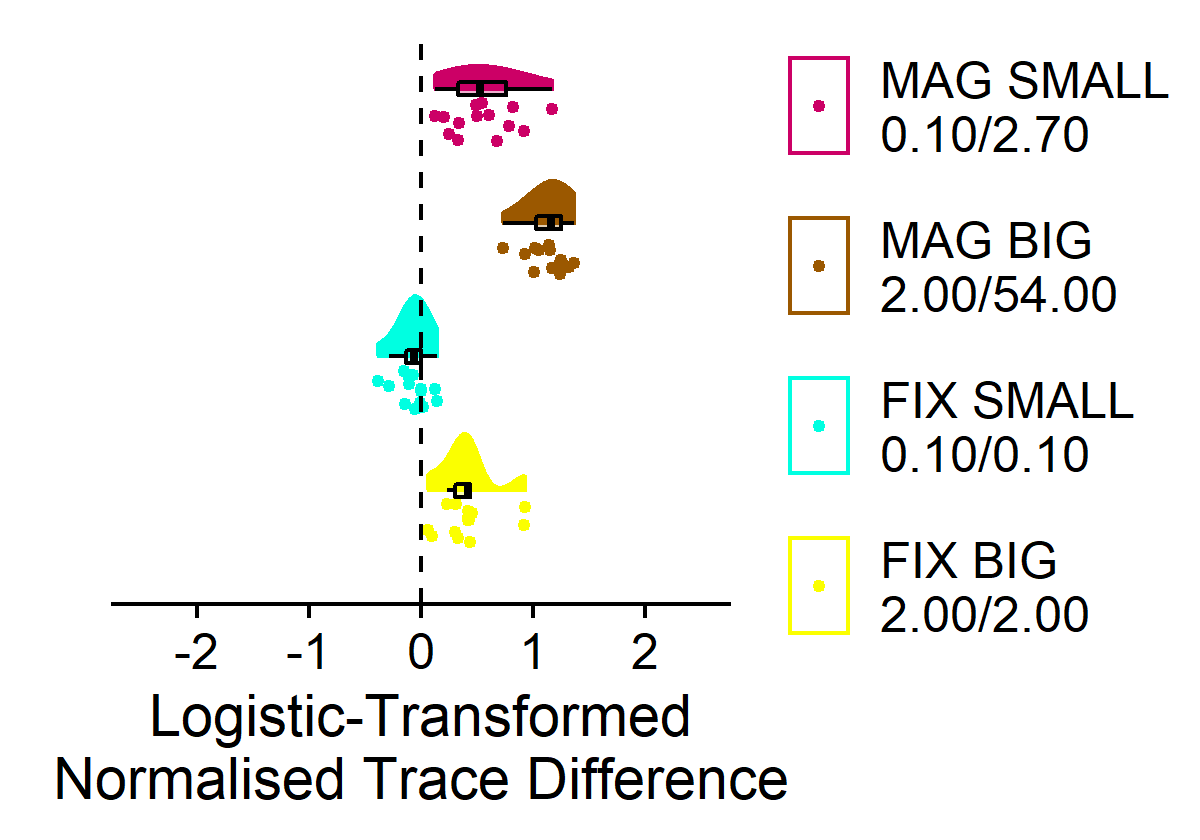 MAG SMALL
0.10/2.70
MAG BIG
2.00/54.00
FIX SMALL
0.10/0.10
FIX BIG
2.00/2.00
-2 -1 0 1 2
Logistic-Transformed
Normalised Trace Difference